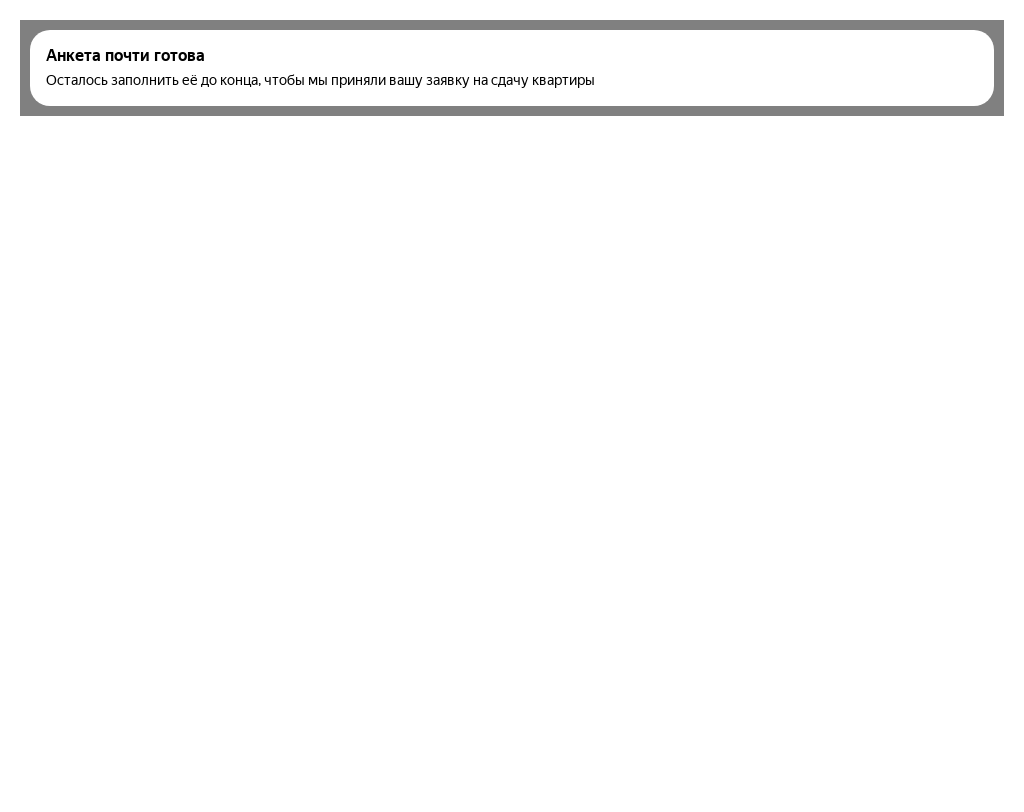 Анкета почти готова
Осталось заполнить её до конца, чтобы мы приняли вашу заявку на сдачу квартиры